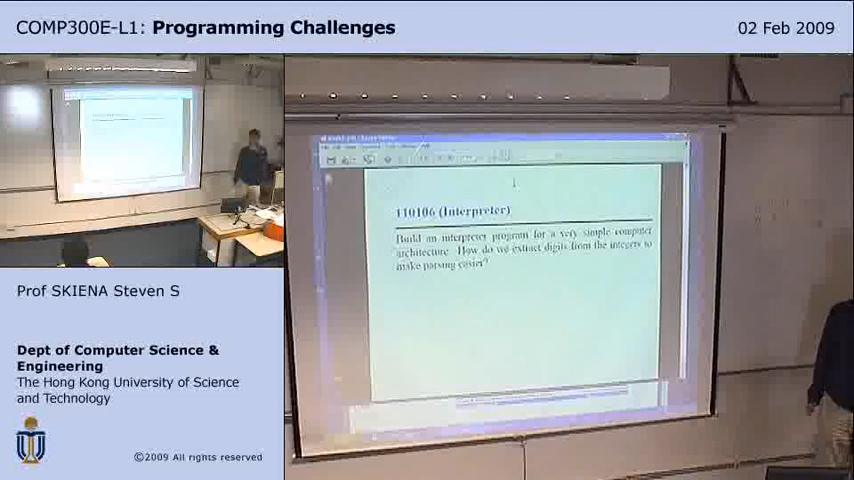 COMP300E-L1: Programming Challenges
02 Feb 2009
110106 (Interpreter)
Build an interpreter program for a very simple computer
architecture. How do we extract digits from the integers to
make parsing easier?
Prof SKIENA Steven S
Dept of Computer Science &
Engineering
The Hong Kong University of Science
and Technology
©2009 All rights reserved